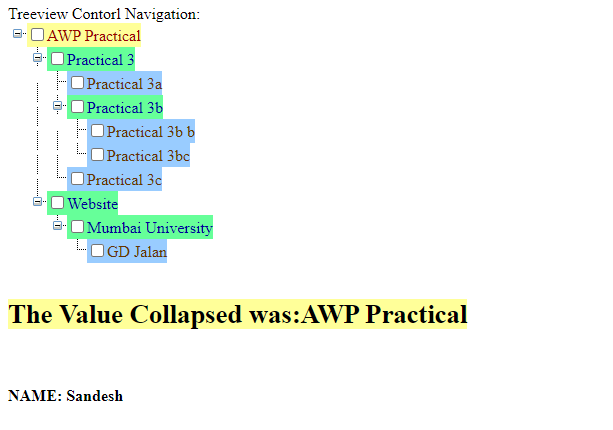 Treeview Contorl Navigation:
AWP Practical
Practical 3
Practical 3a
Practical 3b
Practical 3b b
Practical 3bc
Practical 3c
Website
Mumbai University
GD Jalan
The Value Collapsed was:AWP Practical
NAME: Sandesh